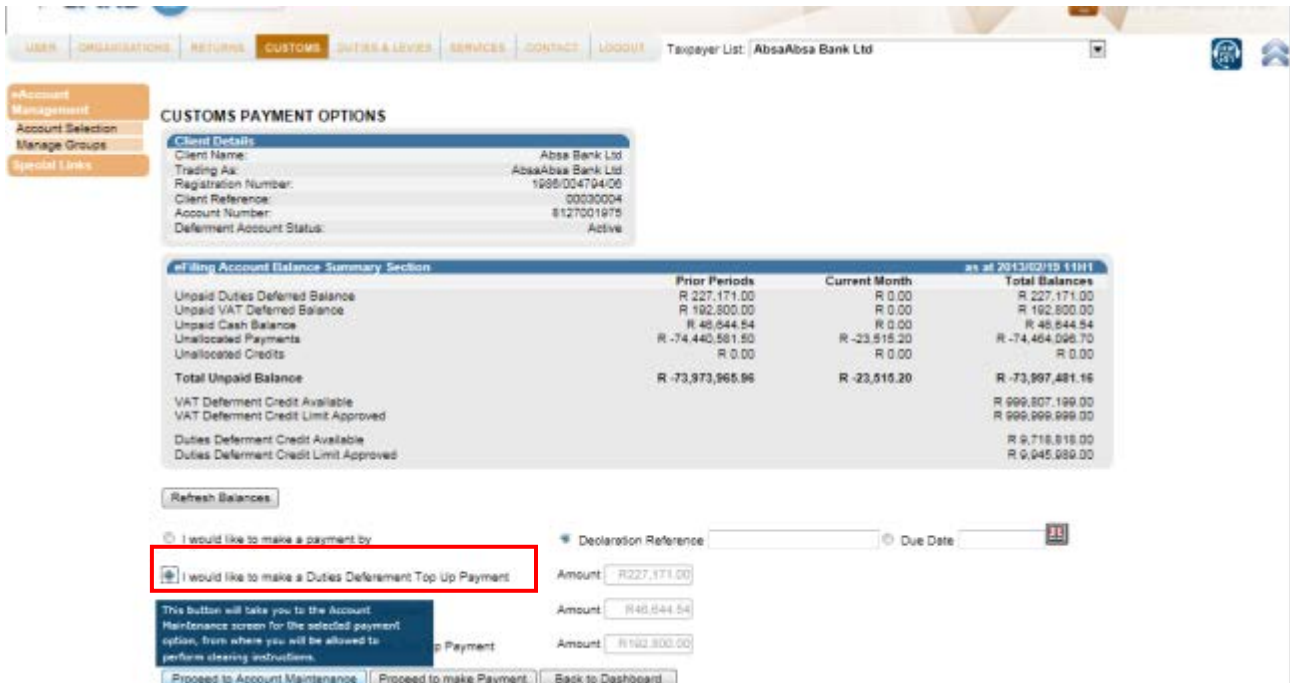 USER ORGANISATIONS RETURNS CUSTOMS DUTIES & LEVIES SERVICES CONTACT LOGOUT Taxpayer List: AbsaAbsa Bank Ltd
eAccount
Management
Account Selection
Manage Groups
Special Links
CUSTOMS PAYMENT OPTIONS
Client Details
Client Name: Absa Bank Ltd
Trading As: AbsaAbsa Bank Ltd
Registration Number: 1986/004794/06
Client Reference: 00030004
Account Number: 8127001975
Deferment Account Status: Active
eFiling Account Balance Summary Section as at 2013/02/19 11H1
Prior Periods Current Month Total Balances
Unpaid Duties Deferred Balance R 227,171.00 R 0.00 R 227,171.00
Unpaid VAT Deferred Balance R 192,800.00 R 0.00 R 192,800.00
Unpaid Cash Balance R 46,644.54 R 0.00 R 46,644.54
Unallocated Payments R -74,440,581.50 R -23,515.20 R -74,464,096.70
Unallocated Credits R 0.00 R 0.00 R 0.00
Total Unpaid Balance R -73,973,965.96 R -23,515.20 R -73,997,481.16
VAT Deferment Credit Available R 999,807,199.00
VAT Deferment Credit Limit Approved R 999,999,999.00
Duties Deferment Credit Available R 9,718,818.00
Duties Deferment Credit Limit Approved R 9,945,989.00
Refresh Balances
I would like to make a payment by Declaration Reference Due Date
I would like to make a Duties Deferement Top Up Payment Amount R227,171.00
This button will take you to the Account
Maintenance screen for the selected payment
option, from where you will be allowed to
perform clearing instructions.
Amount R46,644.54
p Payment Amount R192,800.00
Proceed to Account Maintenance Proceed to make Payment Back to Dashboard